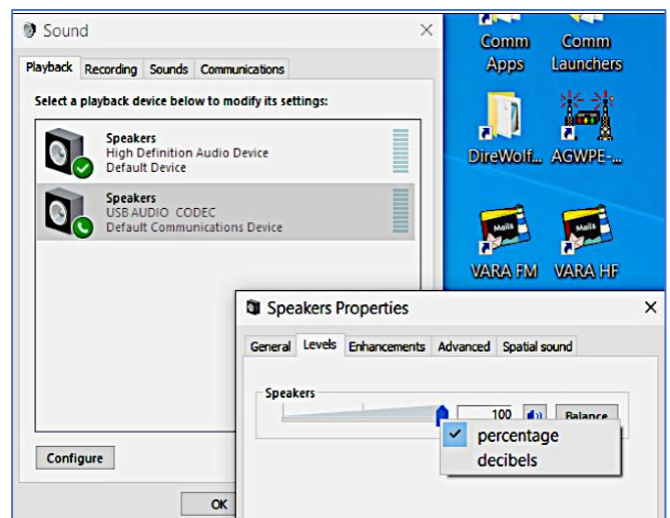 Sound
Playback Recording Sounds Communications
Select a playback device below to modify its settings:
Speakers
High Definition Audio Device
Default Device
Speakers
USB AUDIO CODEC
Default Communications Device
Configure
OK
Comm Apps
Comm Launchers
DireWolf...
AGWPE-...
Mails
VARA FM
Mails
VARA HF
Speakers Properties
General Levels Enhancements Advanced Spatial sound
Speakers
100
Balance
percentage
decibels